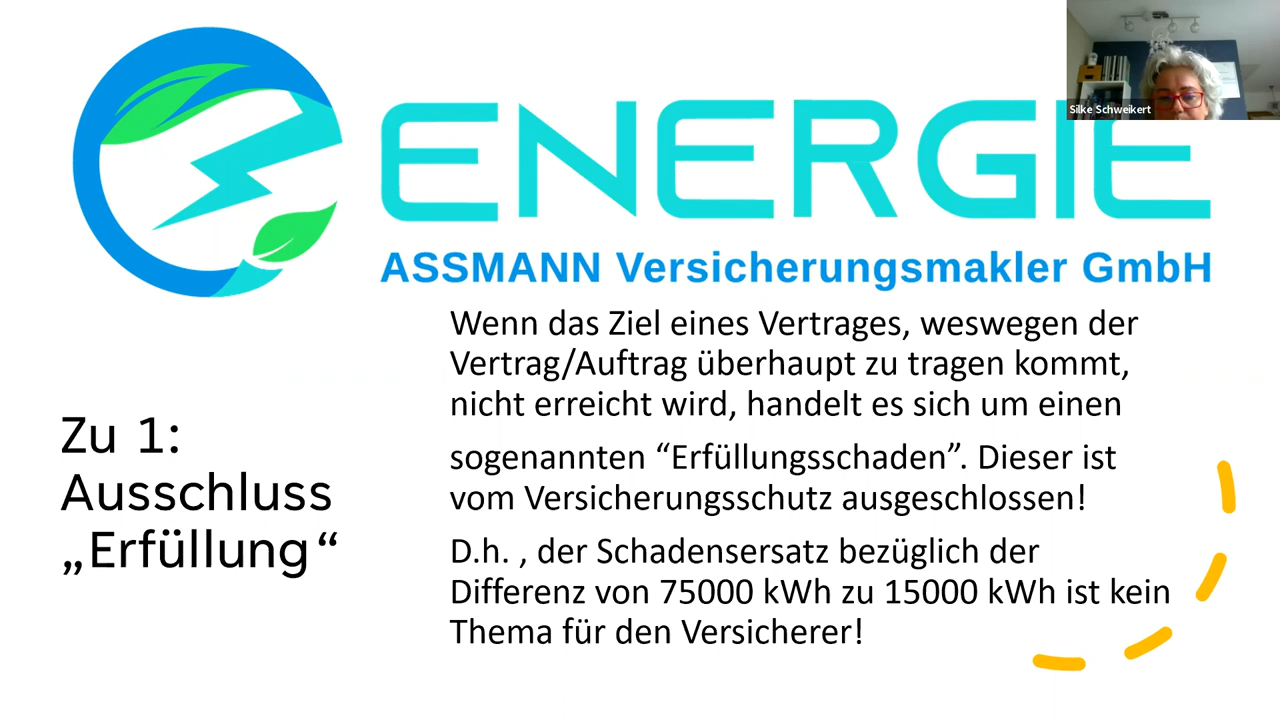 Silke Schweikert
ENERGIE
ASSMANN Versicherungsmakler GmbH
Zu 1:
Ausschluss
„Erfüllung“
Wenn das Ziel eines Vertrages, weswegen der
Vertrag/Auftrag überhaupt zu tragen kommt,
nicht erreicht wird, handelt es sich um einen
sogenannten “Erfüllungsschaden”. Dieser ist
vom Versicherungsschutz ausgeschlossen!
D.h. , der Schadensersatz bezüglich der
Differenz von 75000 kWh zu 15000 kWh ist kein
Thema für den Versicherer!